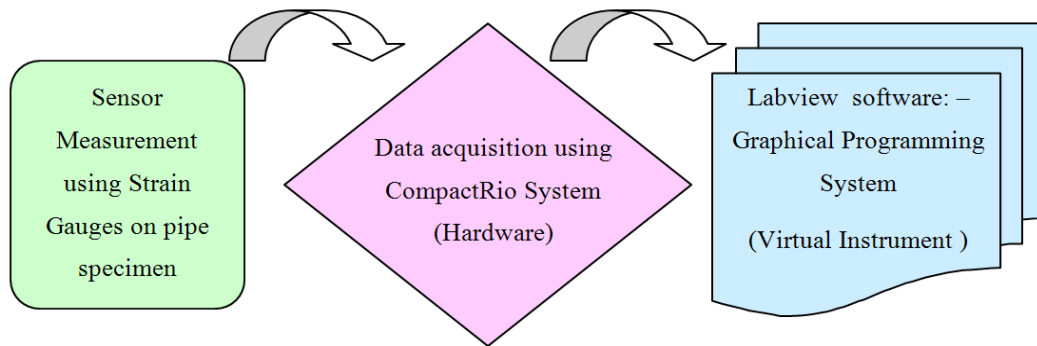 Sensor
Measurement
using Strain
Gauges on pipe
specimen
Data acquisition using
CompactRio System
(Hardware)
Labview software: –
Graphical Programming
System
(Virtual Instrument )